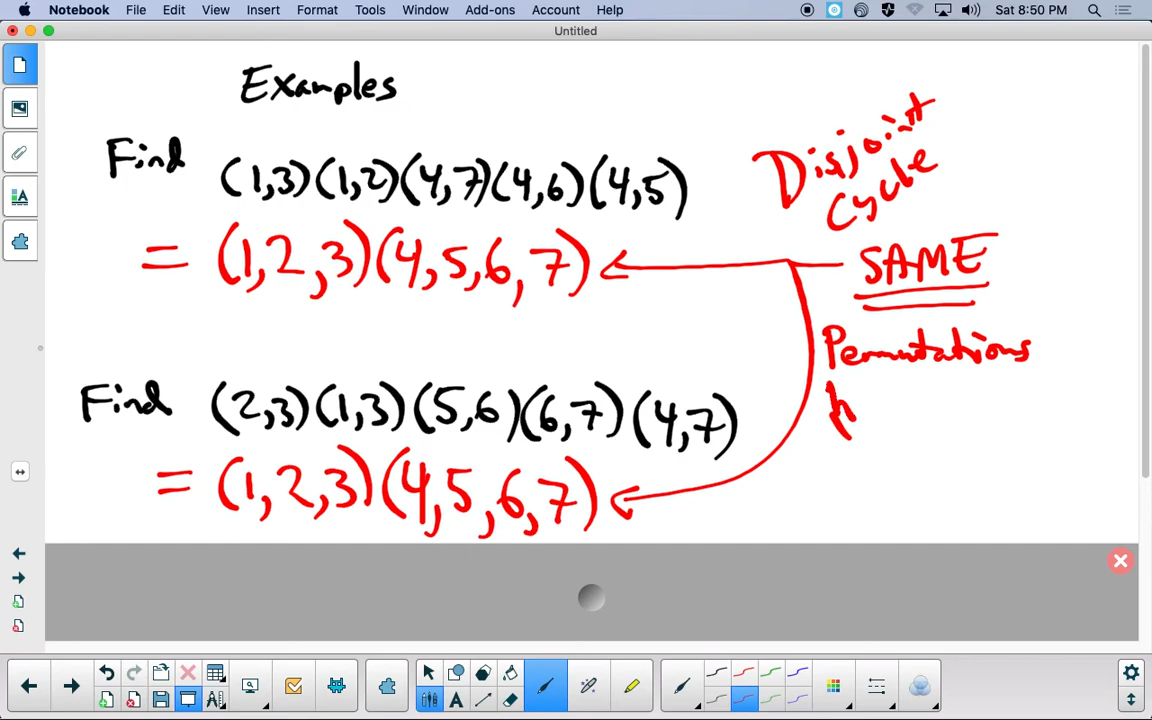 Notebook File Edit View Insert Format Tools Window Add-ons Account Help Sat 8:50 PM
Untitled
Examples
Find (1,3)(1,2)(4,7)(4,6)(4,5)
= (1,2,3)(4,5,6,7)
Disjoint
Cycle
SAME
Permutations
Find (2,3)(1,3)(5,6)(6,7)(4,7)
= (1,2,3)(4,5,6,7)